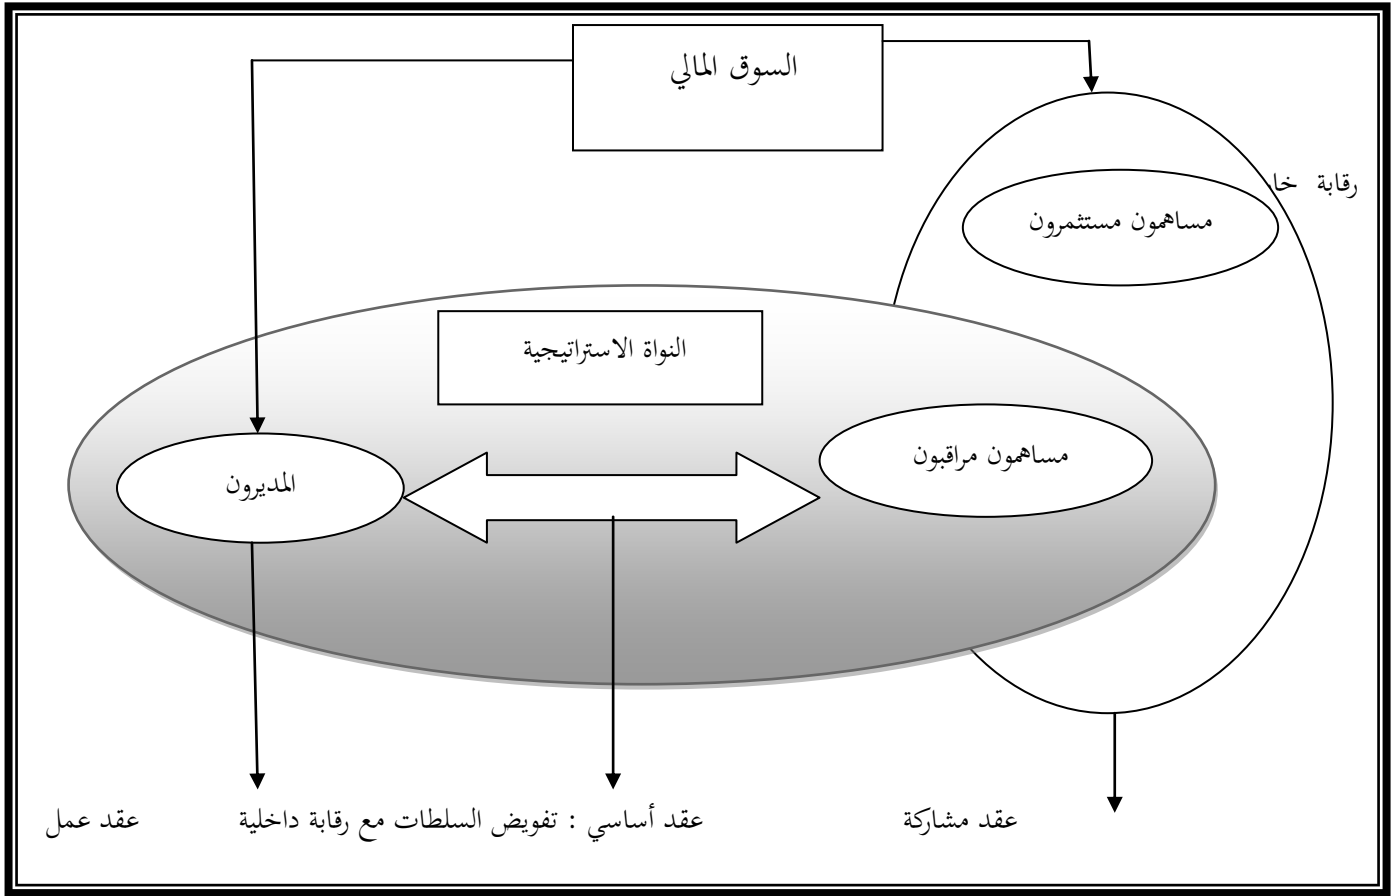 السوق المالي
رقابة
مساهمون مستثمرون
النواة الاستراتيجية
مساهمون مراقبون
المديرون
عقد مشاركة
عقد أساسي : تفويض السلطات مع رقابة داخلية
عقد عمل